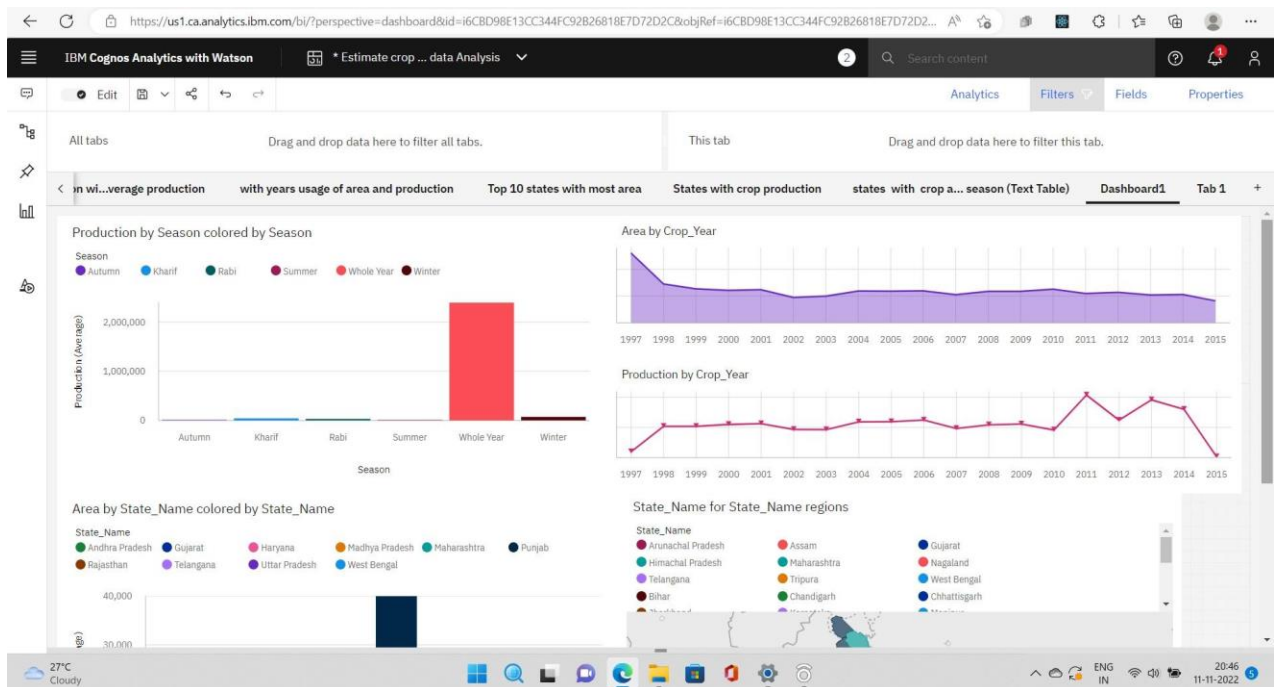 https://us1.ca.analytics.ibm.com/bi/?perspective=dashboard&id=i6CBD98E13CC344FC92B26818E7D72D2C&objRef=i6CBD98E13CC344FC92B26818E7D72D2...
IBM Cognos Analytics with Watson * Estimate crop ... data Analysis 2 Search content 1
Edit Analytics Filters Fields Properties
All tabs Drag and drop data here to filter all tabs. This tab Drag and drop data here to filter this tab.
on wi...verage production with years usage of area and production Top 10 states with most area States with crop production states with crop a... season (Text Table) Dashboard1 Tab 1 +
Production by Season colored by Season
Season
Autumn Kharif Rabi Summer Whole Year Winter
Production (Average)
2,000,000
1,000,000
0
Autumn Kharif Rabi Summer Whole Year Winter
Season
Area by Crop_Year
1997 1998 1999 2000 2001 2002 2003 2004 2005 2006 2007 2008 2009 2010 2011 2012 2013 2014 2015
Production by Crop_Year
1997 1998 1999 2000 2001 2002 2003 2004 2005 2006 2007 2008 2009 2010 2011 2012 2013 2014 2015
Area by State_Name colored by State_Name
State_Name
Andhra Pradesh Gujarat Haryana Madhya Pradesh Maharashtra Punjab
Rajasthan Telangana Uttar Pradesh West Bengal
40,000
30,000
State_Name for State_Name regions
State_Name
Arunachal Pradesh Assam Gujarat
Himachal Pradesh Maharashtra Nagaland
Telangana Tripura West Bengal
Bihar Chandigarh Chhattisgarh
27°C
Cloudy
ENG
IN
20:46
11-11-2022
5